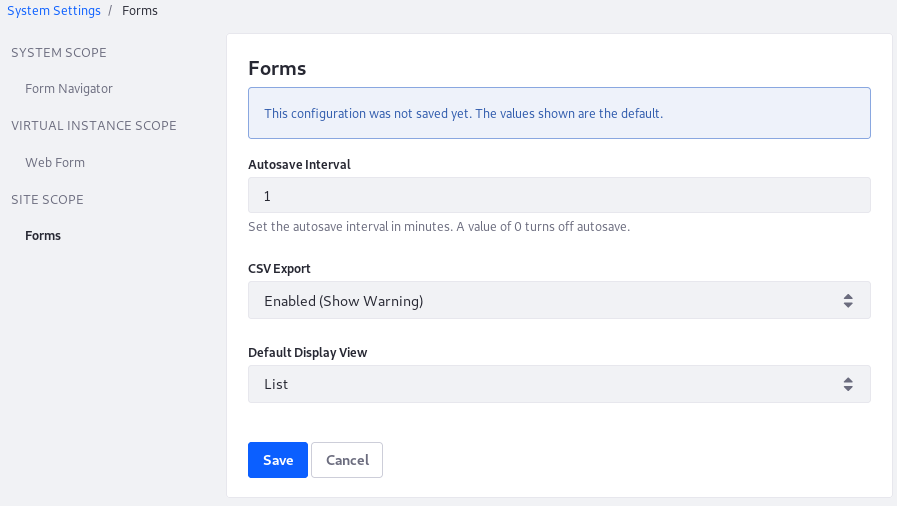 System Settings / Forms
SYSTEM SCOPE
Form Navigator
VIRTUAL INSTANCE SCOPE
Web Form
SITE SCOPE
Forms
Forms
This configuration was not saved yet. The values shown are the default.
Autosave Interval
1
Set the autosave interval in minutes. A value of 0 turns off autosave.
CSV Export
Enabled (Show Warning)
Default Display View
List
Save Cancel